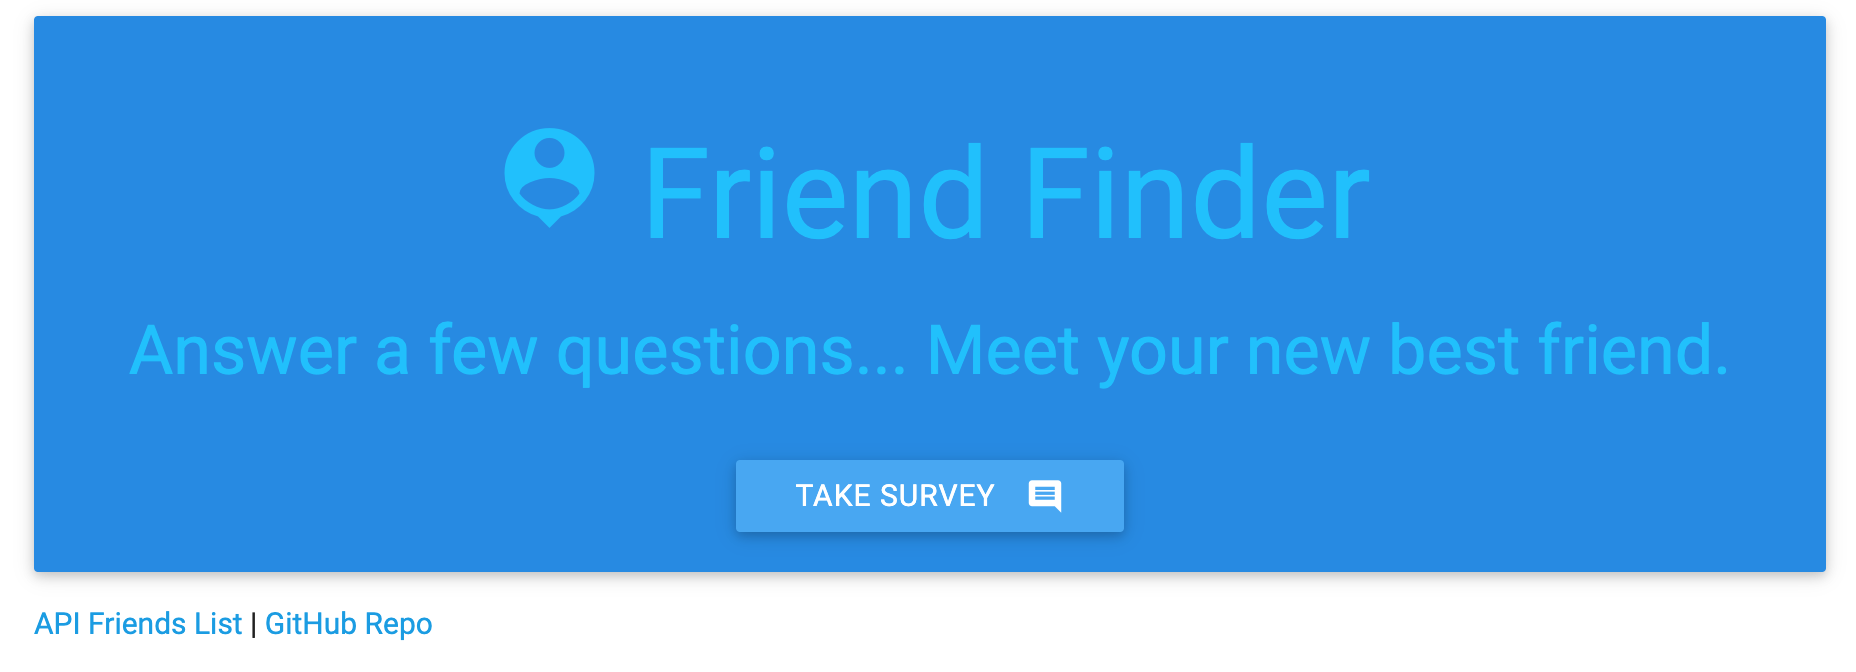 Friend Finder
Answer a few questions... Meet your new best friend.
TAKE SURVEY
API Friends List | GitHub Repo